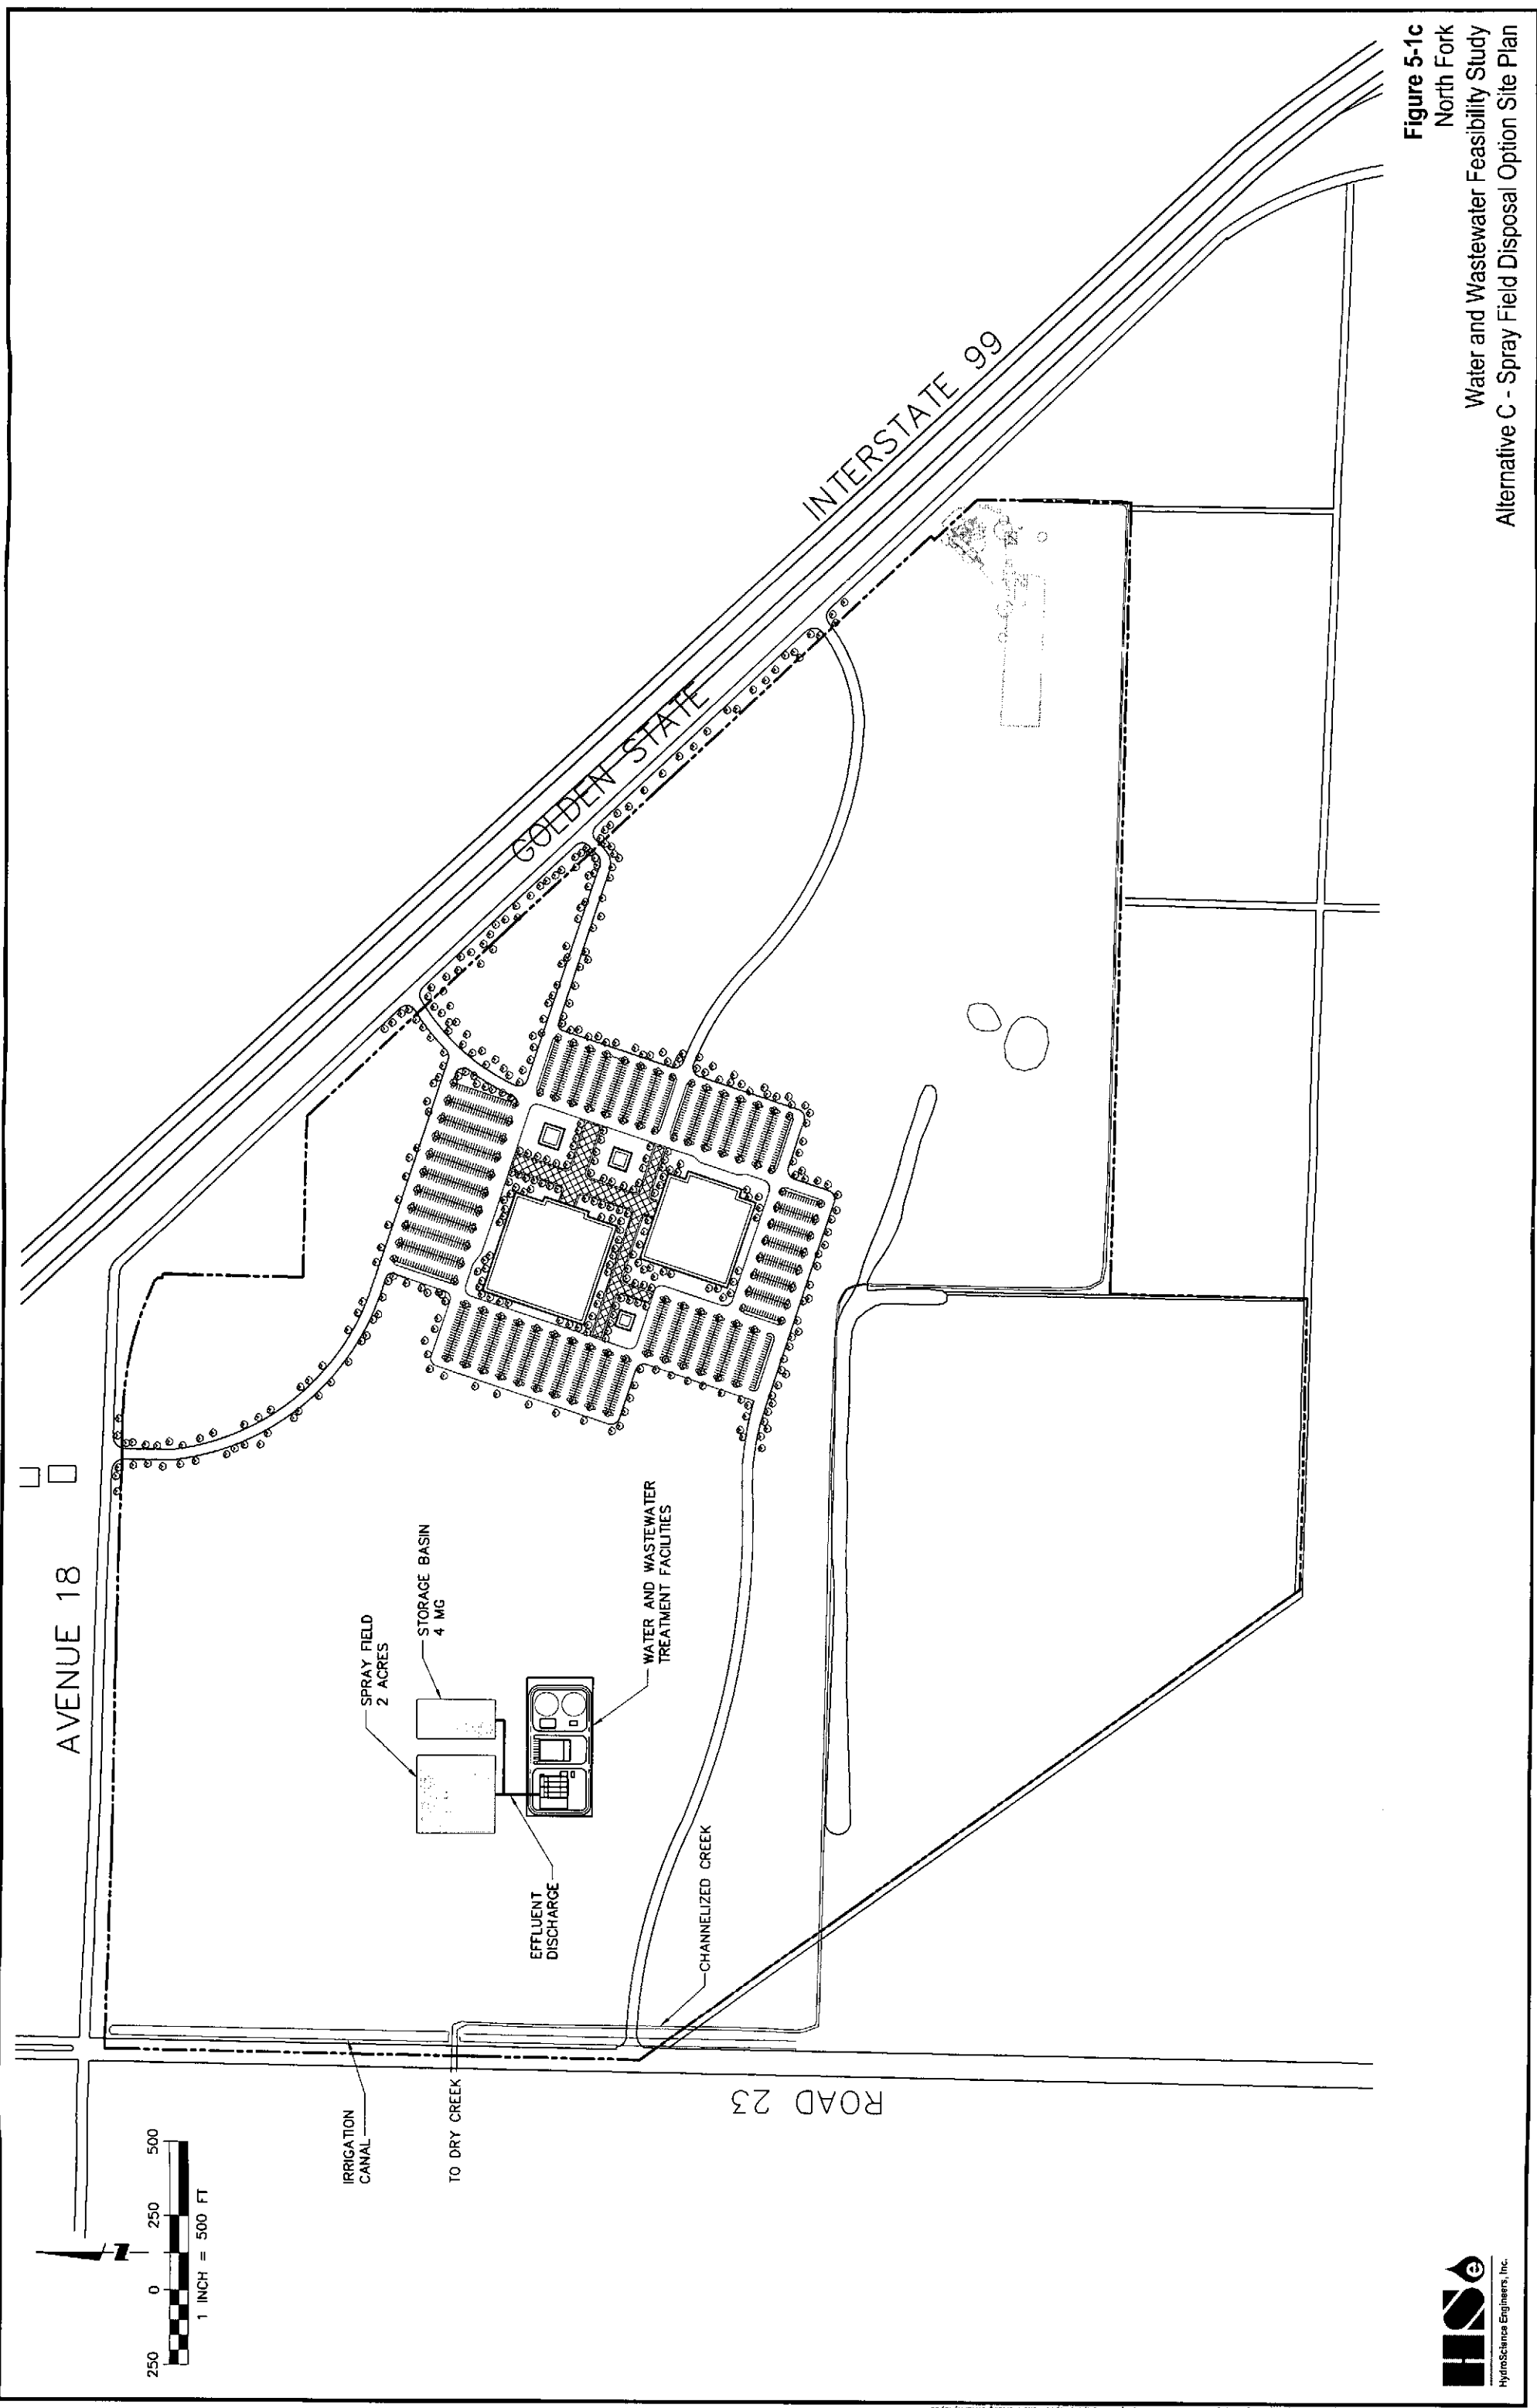 AVENUE 18
GOLDEN STATE
INTERSTATE 99
SPRAY FIELD
2 ACRES
STORAGE BASIN
4 MG
WATER AND WASTEWATER
TREATMENT FACILITIES
EFFLUENT
DISCHARGE
CHANNELIZED CREEK
IRRIGATION
CANAL
TO DRY CREEK
ROAD 23
Z
250 0 250 500
1 INCH = 500 FT
HSe
HydroScience Engineers, Inc.
Figure 5-1c
North Fork
Water and Wastewater Feasibility Study
Alternative C - Spray Field Disposal Option Site Plan